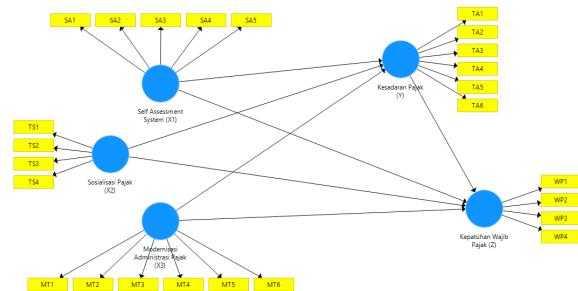 SA1 SA2 SA3 SA4 SA5
Self Assessment
System (X1)
TA1
TA2
TA3
TA4
TA5
TA6
Kesadaran Pajak
(Y)
TS1
TS2
TS3
TS4
Sosialisasi Pajak
(X2)
WP1
WP2
WP3
WP4
Kepatuhan Wajib
Pajak (Z)
Modernisasi
Administrasi Pajak
(X3)
MT1 MT2 MT3 MT4 MT5 MT6